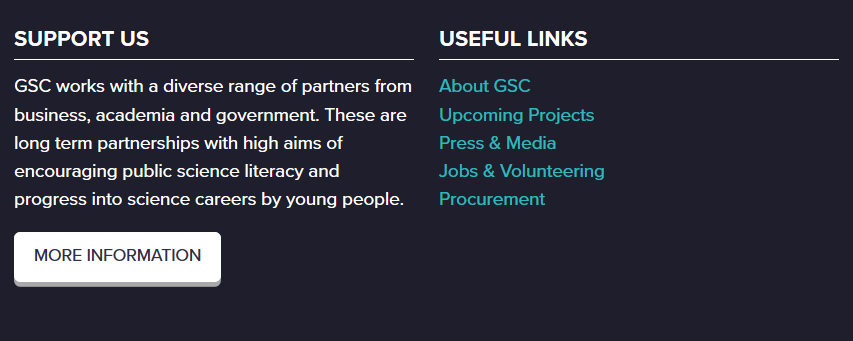 SUPPORT US
GSC works with a diverse range of partners from
business, academia and government. These are
long term partnerships with high aims of
encouraging public science literacy and
progress into science careers by young people.
MORE INFORMATION
USEFUL LINKS
About GSC
Upcoming Projects
Press & Media
Jobs & Volunteering
Procurement